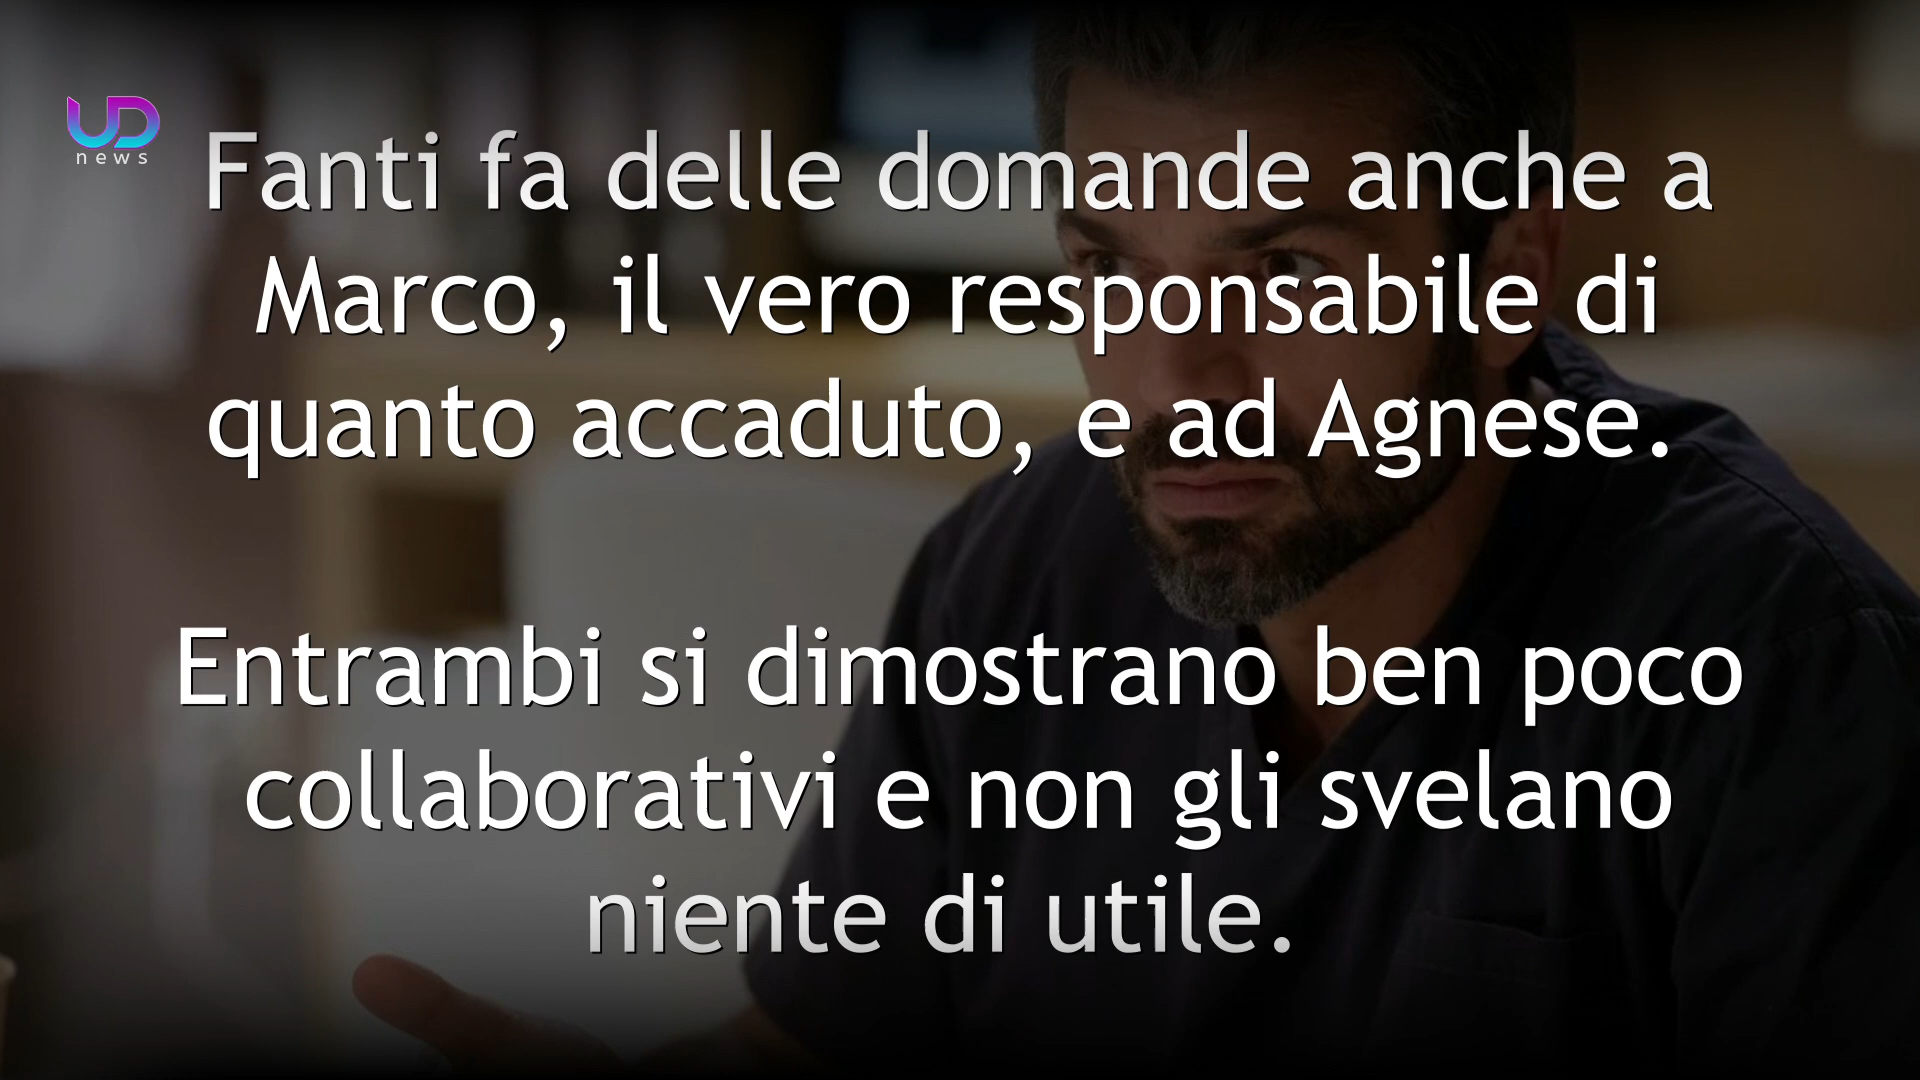 UD
news
Fanti fa delle domande anche a
Marco, il vero responsabile di
quanto accaduto, e ad Agnese.
Entrambi si dimostrano ben poco
collaborativi e non gli svelano
niente di utile.